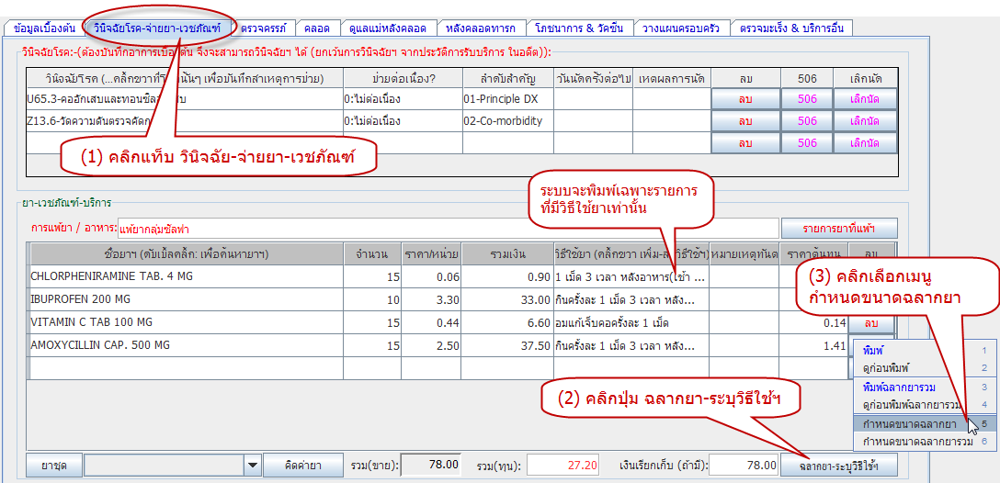 ข้อมูลเบื้องต้น วินิจฉัยโรค-จ่ายยา-เวชภัณฑ์ ตรวจครรภ์ คลอด ดูแลแม่หลังคลอด หลังคลอดทารก โภชนาการ & วัคซีน วางแผนครอบครัว ตรวจมะเร็ง & บริการอื่น
วินิจฉัยโรค:-(ต้องบันทึกอาการเบื้องต้น จึงจะสามารถวินิจฉัยฯ ได้ (ยกเว้นการวินิจฉัยฯ จากประวัติการรับบริการ ในอดีต)):
วินิจฉัยโรค (...คลิ้กขวาที่ นั้นๆ เพื่อบันทึกสาเหตุการป่วย) ป่วยต่อเนื่อง? ลำดับสำคัญ วันนัดครั้งต่อไป เหตุผลการนัด ลบ 506 เลิกนัด
U65.3-คออักเสบและทอนซิล 0:ไม่ต่อเนื่อง 01-Principle DX ลบ 506 เลิกนัด
Z13.6-วัดความดันตรวจคัดก 0:ไม่ต่อเนื่อง 02-Co-morbidity ลบ 506 เลิกนัด
ลบ 506 เลิกนัด
(1) คลิกแท็บ วินิจฉัย-จ่ายยา-เวชภัณฑ์
ระบบจะพิมพ์เฉพาะรายการ
ที่มีวิธีใช้ยาเท่านั้น
ยา-เวชภัณฑ์-บริการ
การแพ้ยา / อาหาร: แพ้ยากลุ่มซัลฟา รายการยาที่แพ้ฯ
ชื่อยาฯ (ดับเบิ้ลคลิ้ก: เพื่อค้นหายาฯ) จำนวน ราคา/หน่วย รวมเงิน วิธีใช้ยา (คลิ้กขวา เพิ่ม-ล วิธีใช้ฯ) หมายเหตุทันต ราคาต้นทุน ลบ
CHLORPHENIRAMINE TAB. 4 MG 15 0.06 0.90 1 เม็ด 3 เวลา หลังอาหาร(เช้า ...
IBUPROFEN 200 MG 10 3.30 33.00 กินครั้งละ 1 เม็ด 3 เวลา หลัง...
VITAMIN C TAB 100 MG 15 0.44 6.60 อมแก้เจ็บคอครั้งละ 1 เม็ด 0.14 ลบ
AMOXYCILLIN CAP. 500 MG 15 2.50 37.50 กินครั้งละ 1 เม็ด 3 เวลา หลัง... 1.41
(3) คลิกเลือกเมนู
กำหนดขนาดฉลากยา
พิมพ์ 1
ดูก่อนพิมพ์ 2
พิมพ์ฉลากยารวม 3
ดูก่อนพิมพ์ฉลากยารวม 4
กำหนดขนาดฉลากยา 5
กำหนดขนาดฉลากยารวม 6
(2) คลิกปุ่ม ฉลากยา-ระบุวิธีใช้ฯ
ยาชุด คิดค่ายา รวม(ขาย): 78.00 รวม(ทุน): 27.20 เงินเรียกเก็บ (ถ้ามี): 78.00 ฉลากยา-ระบุวิธีใช้ฯ